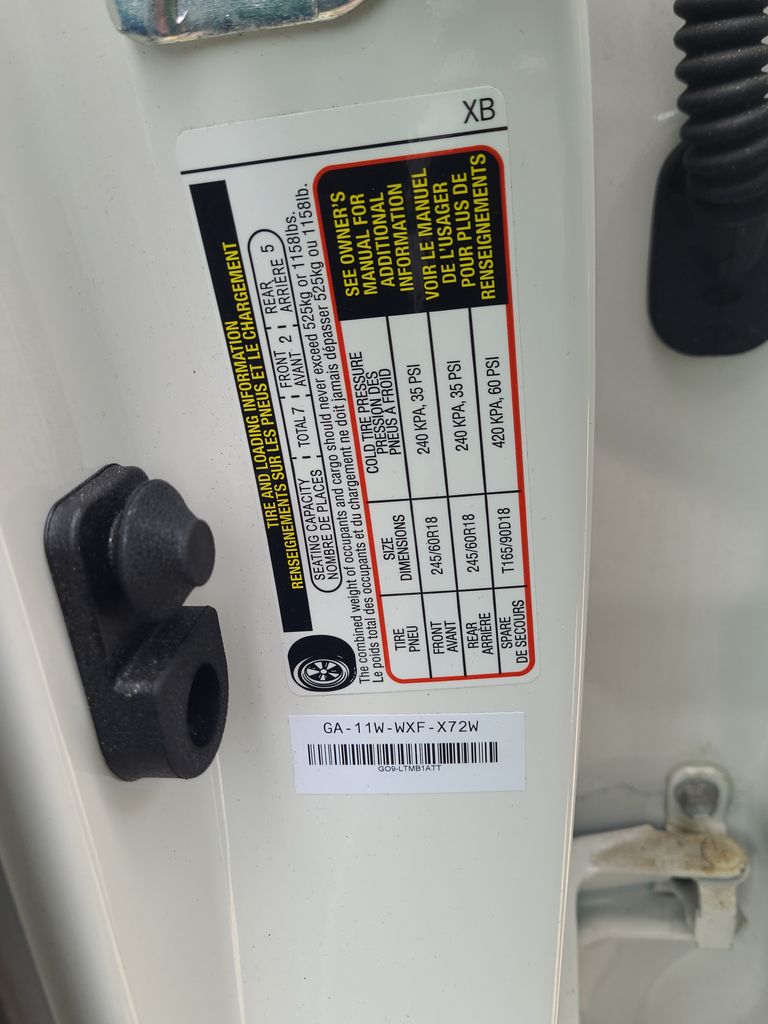 XB
TIRE AND LOADING INFORMATION
RENSEIGNEMENTS SUR LES PNEUS ET LE CHARGEMENT
SEATING CAPACITY TOTAL 7 FRONT 2 REAR 5
NOMBRE DE PLACES AVANT ARRIÈRE
The combined weight of occupants and cargo should never exceed 525kg or 1158lbs.
Le poids total des occupants et du chargement ne doit jamais dépasser 525kg ou 1158lb.
TIRE SIZE COLD TIRE PRESSURE
PNEU DIMENSIONS PRESSION DES
PNEUS À FROID
FRONT 245/60R18 240 KPA, 35 PSI
AVANT
REAR 245/60R18 240 KPA, 35 PSI
ARRIÈRE
SPARE T165/90D18 420 KPA, 60 PSI
DE SECOURS
SEE OWNER'S
MANUAL FOR
ADDITIONAL
INFORMATION
VOIR LE MANUEL
DE L'USAGER
POUR PLUS DE
RENSEIGNEMENTS
GA-11W-WXF-X72W
GO9-LTMB1ATT